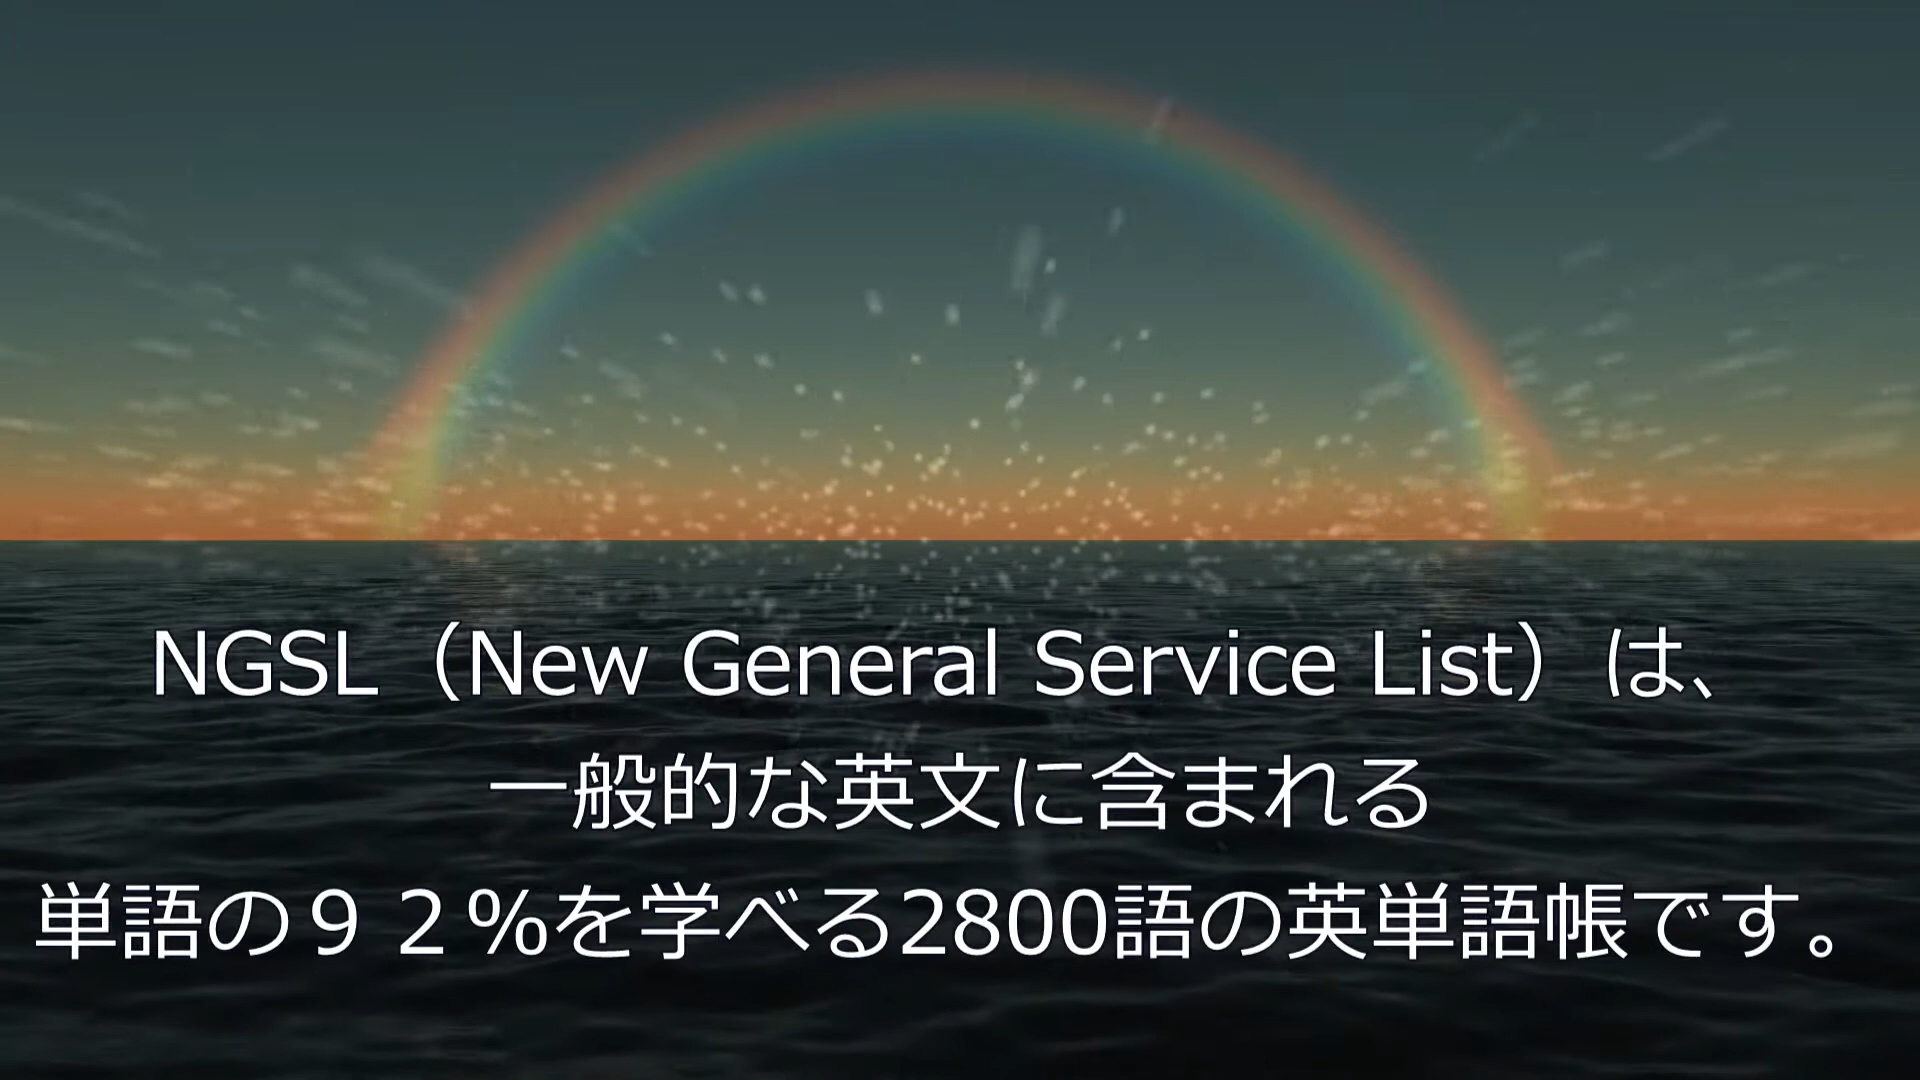 NGSL（New General Service List）は、
一般的な英文に含まれる
単語の９２%を学べる2800語の英単語帳です。